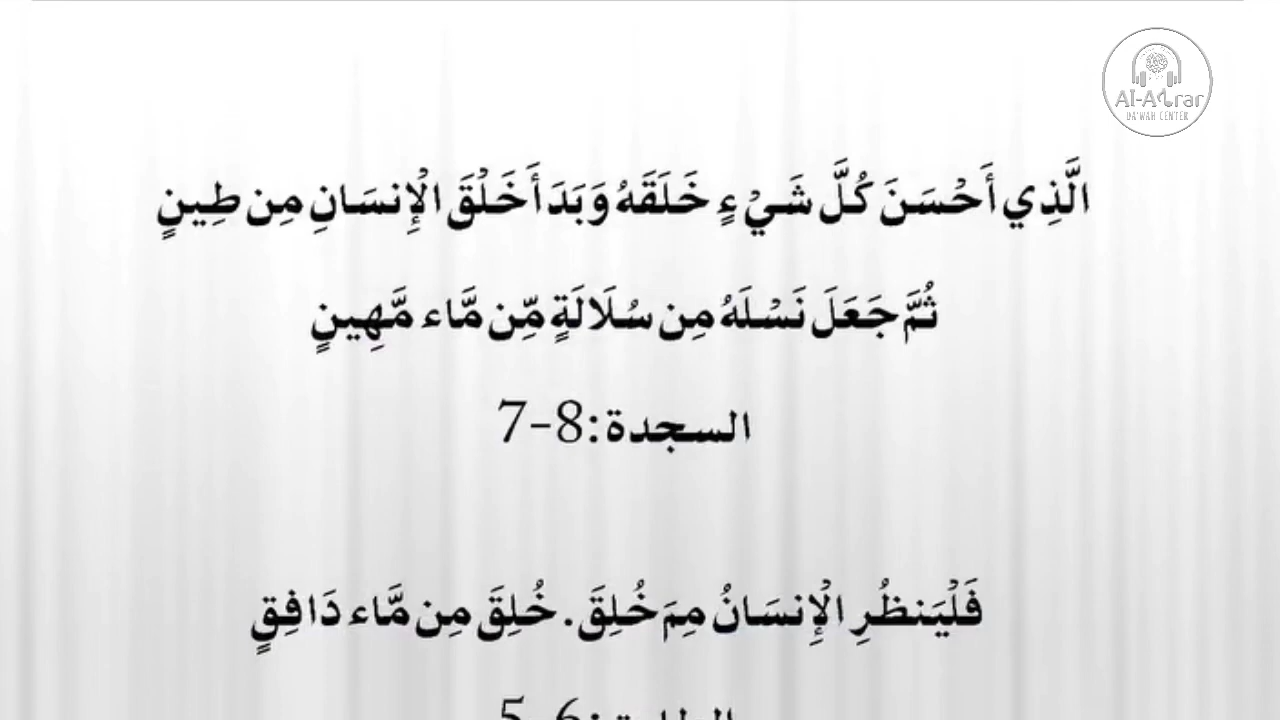 Al-Abrar
DA'WAH CENTER
الَّذِي أَحْسَنَ كُلَّ شَيْءٍ خَلَقَهُ وَبَدَأَ خَلْقَ الْإِنسَانِ مِن طِينٍ
ثُمَّ جَعَلَ نَسْلَهُ مِن سُلَالَةٍ مِّن مَّاء مَّهِينٍ
السجدة:8-7
فَلْيَنظُرِ الْإِنسَانُ مِمَ خُلِقَ. خُلِقَ مِن مَّاء دَافِقٍ